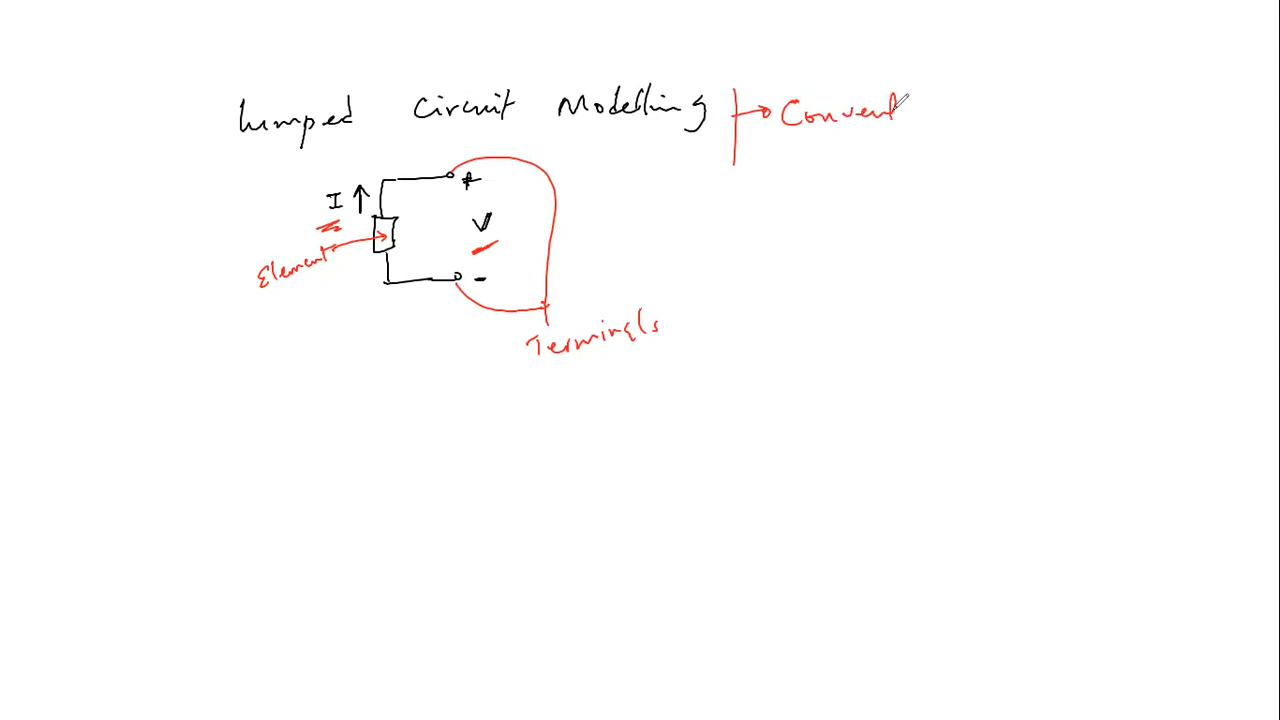 Lumped Circuit Modelling → Convent
I ↑ +
V
Element
-
Terminals